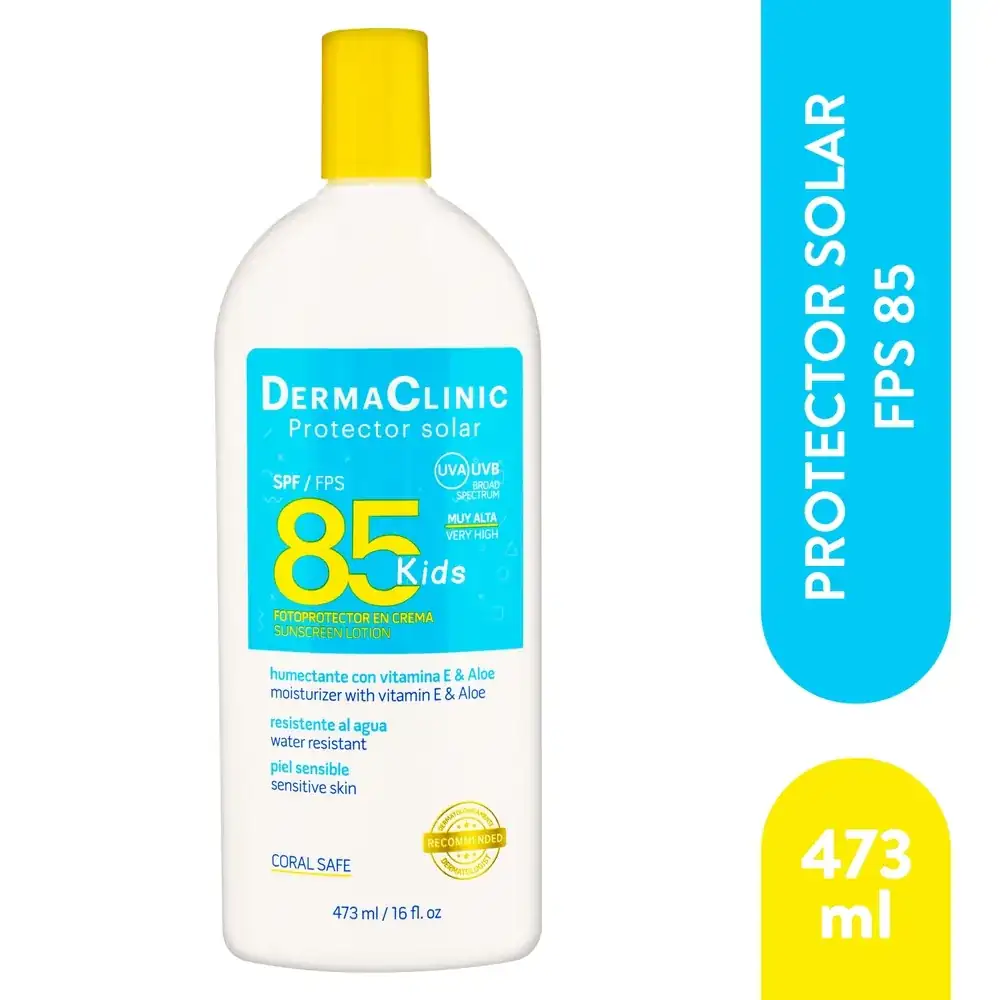 DERMACLINIC
Protector solar
SPF / FPS
85
Kids
UVA UVB
BROAD
SPECTRUM
MUY ALTA
VERY HIGH
FOTOPROTECTOR EN CREMA
SUNSCREEN LOTION
humectante con vitamina E & Aloe
moisturizer with vitamin E & Aloe
resistente al agua
water resistant
piel sensible
sensitive skin
DERMATOLOGICAMENTE
RECOMMENDED
DERMATOLOGIST
CORAL SAFE
473 ml / 16 fl. oz
PROTECTOR SOLAR
FPS 85
473
ml